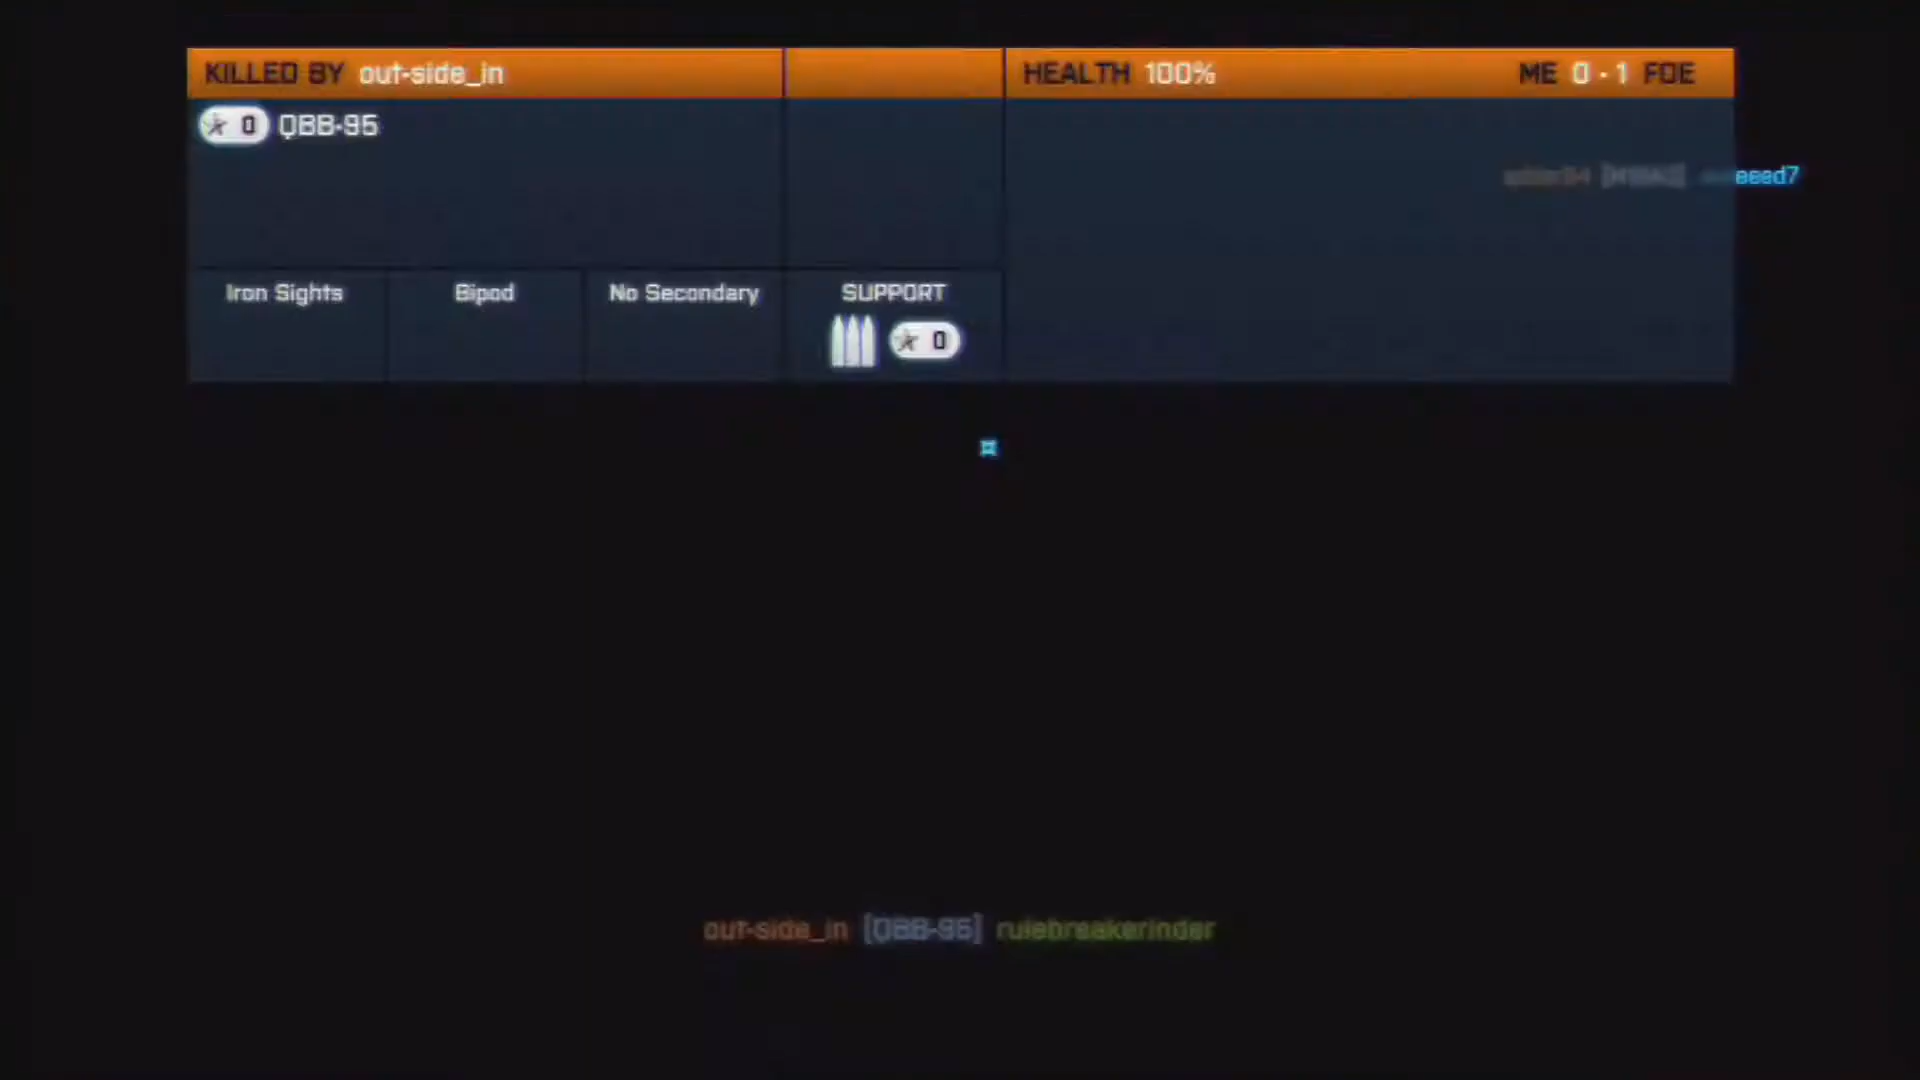 KILLED BY out-side_in HEALTH 100% ME 0 - 1 FOE
0 QBB-95
eeed7
Iron Sights Bipod No Secondary SUPPORT
0
out-side_in [QBB-95] rulebreakerinder